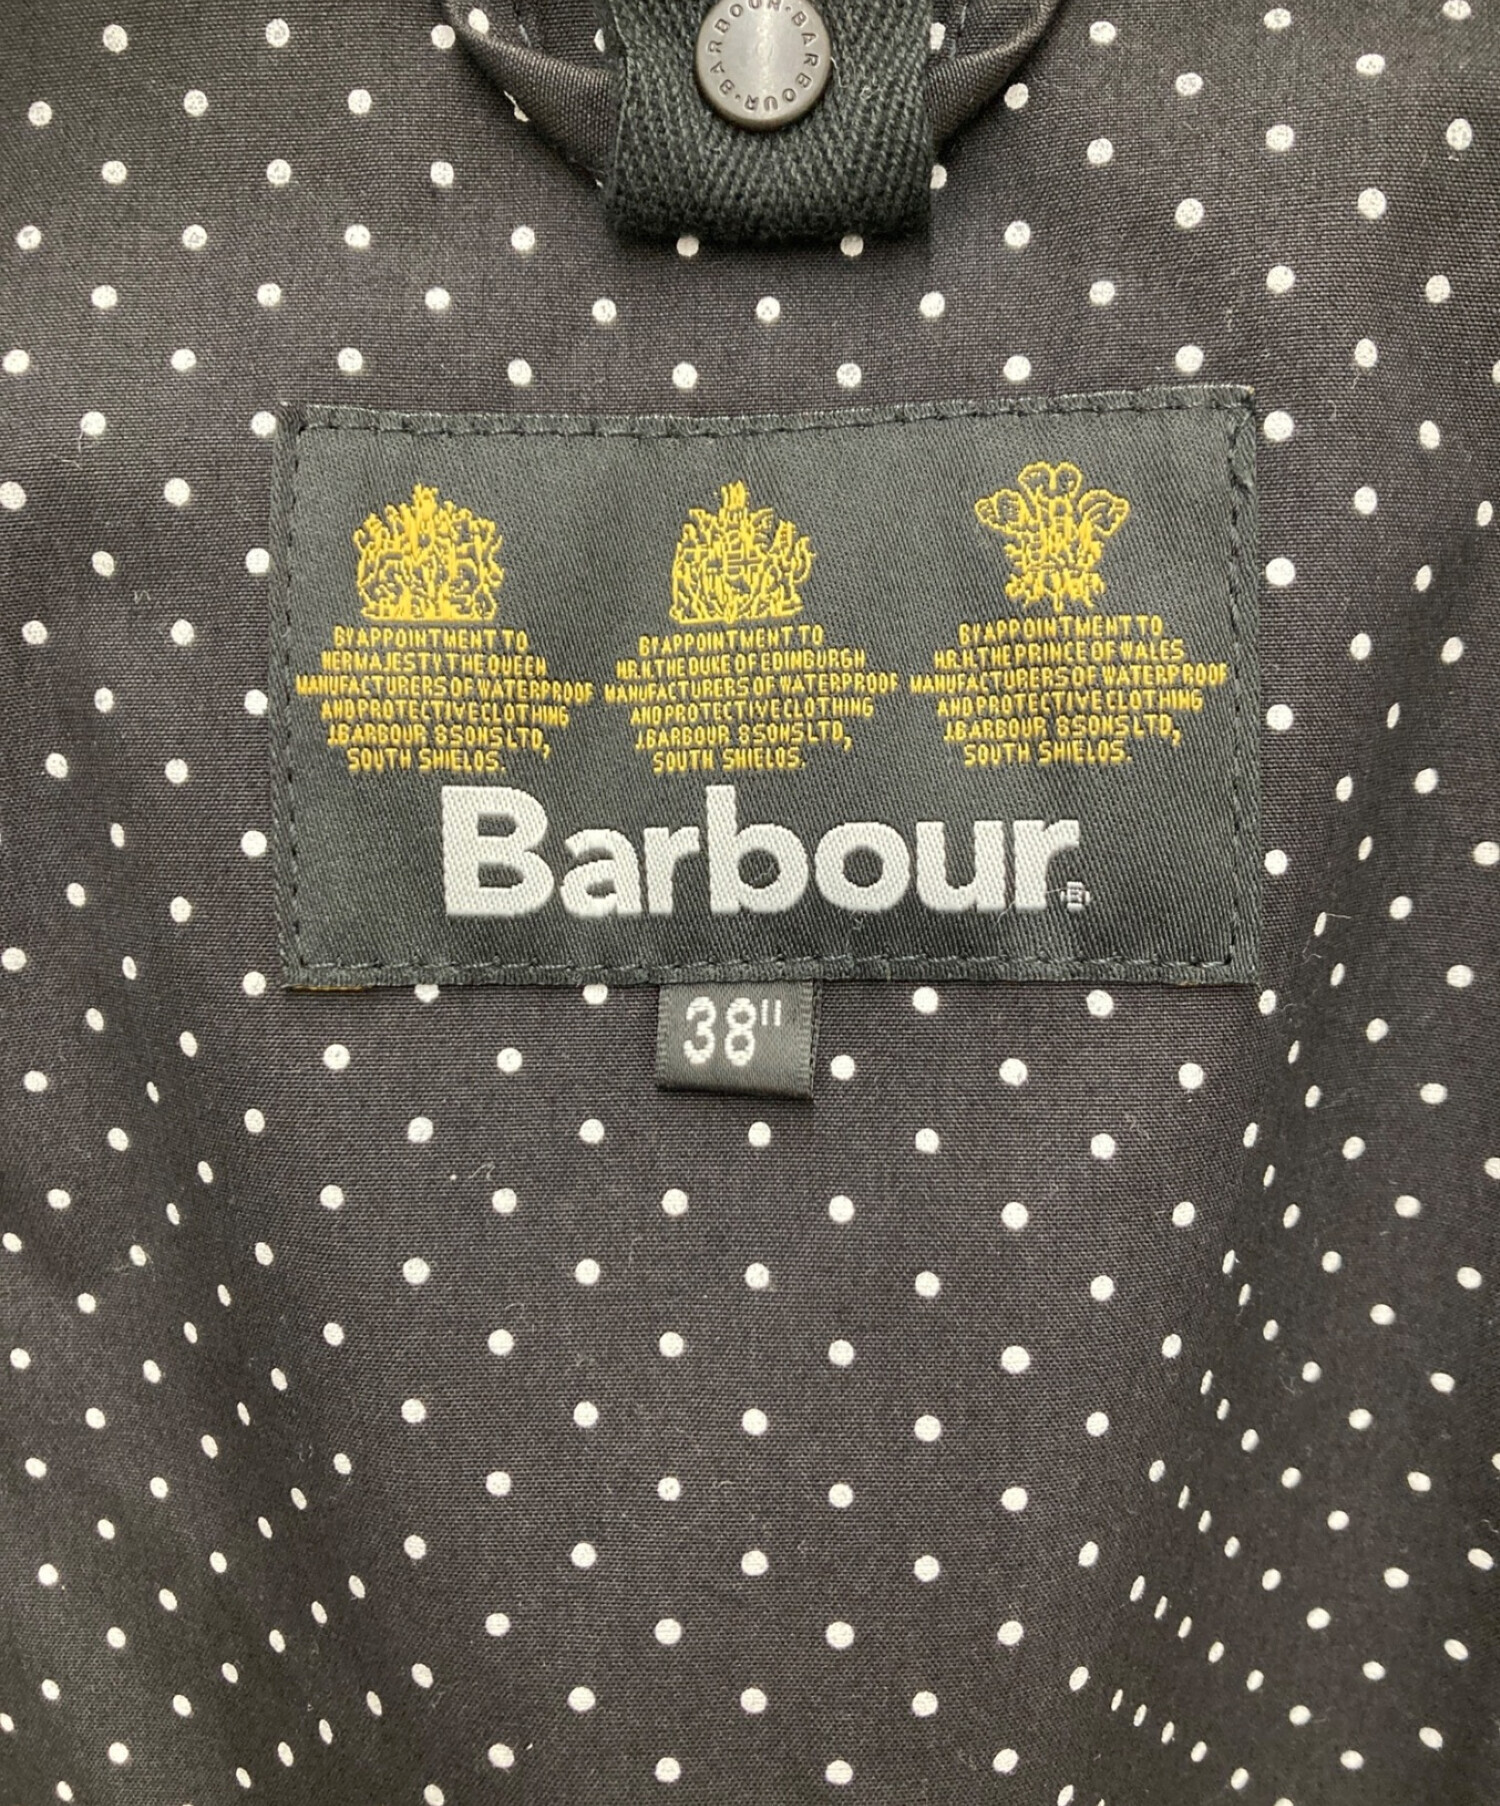 BARBOUR·BARBOUR·BARBOUR
BY APPOINTMENT TO
HER MAJESTY THE QUEEN
MANUFACTURERS OF WATERPROOF
AND PROTECTIVE CLOTHING
J.BARBOUR & SONS LTD,
SOUTH SHIELDS.
BY APPOINTMENT TO
H.R.H. THE DUKE OF EDINBURGH
MANUFACTURERS OF WATERPROOF
AND PROTECTIVE CLOTHING
J.BARBOUR & SONS LTD,
SOUTH SHIELDS.
BY APPOINTMENT TO
H.R.H. THE PRINCE OF WALES
MANUFACTURERS OF WATERPROOF
AND PROTECTIVE CLOTHING
J.BARBOUR & SONS LTD,
SOUTH SHIELDS.
Barbour®
38"